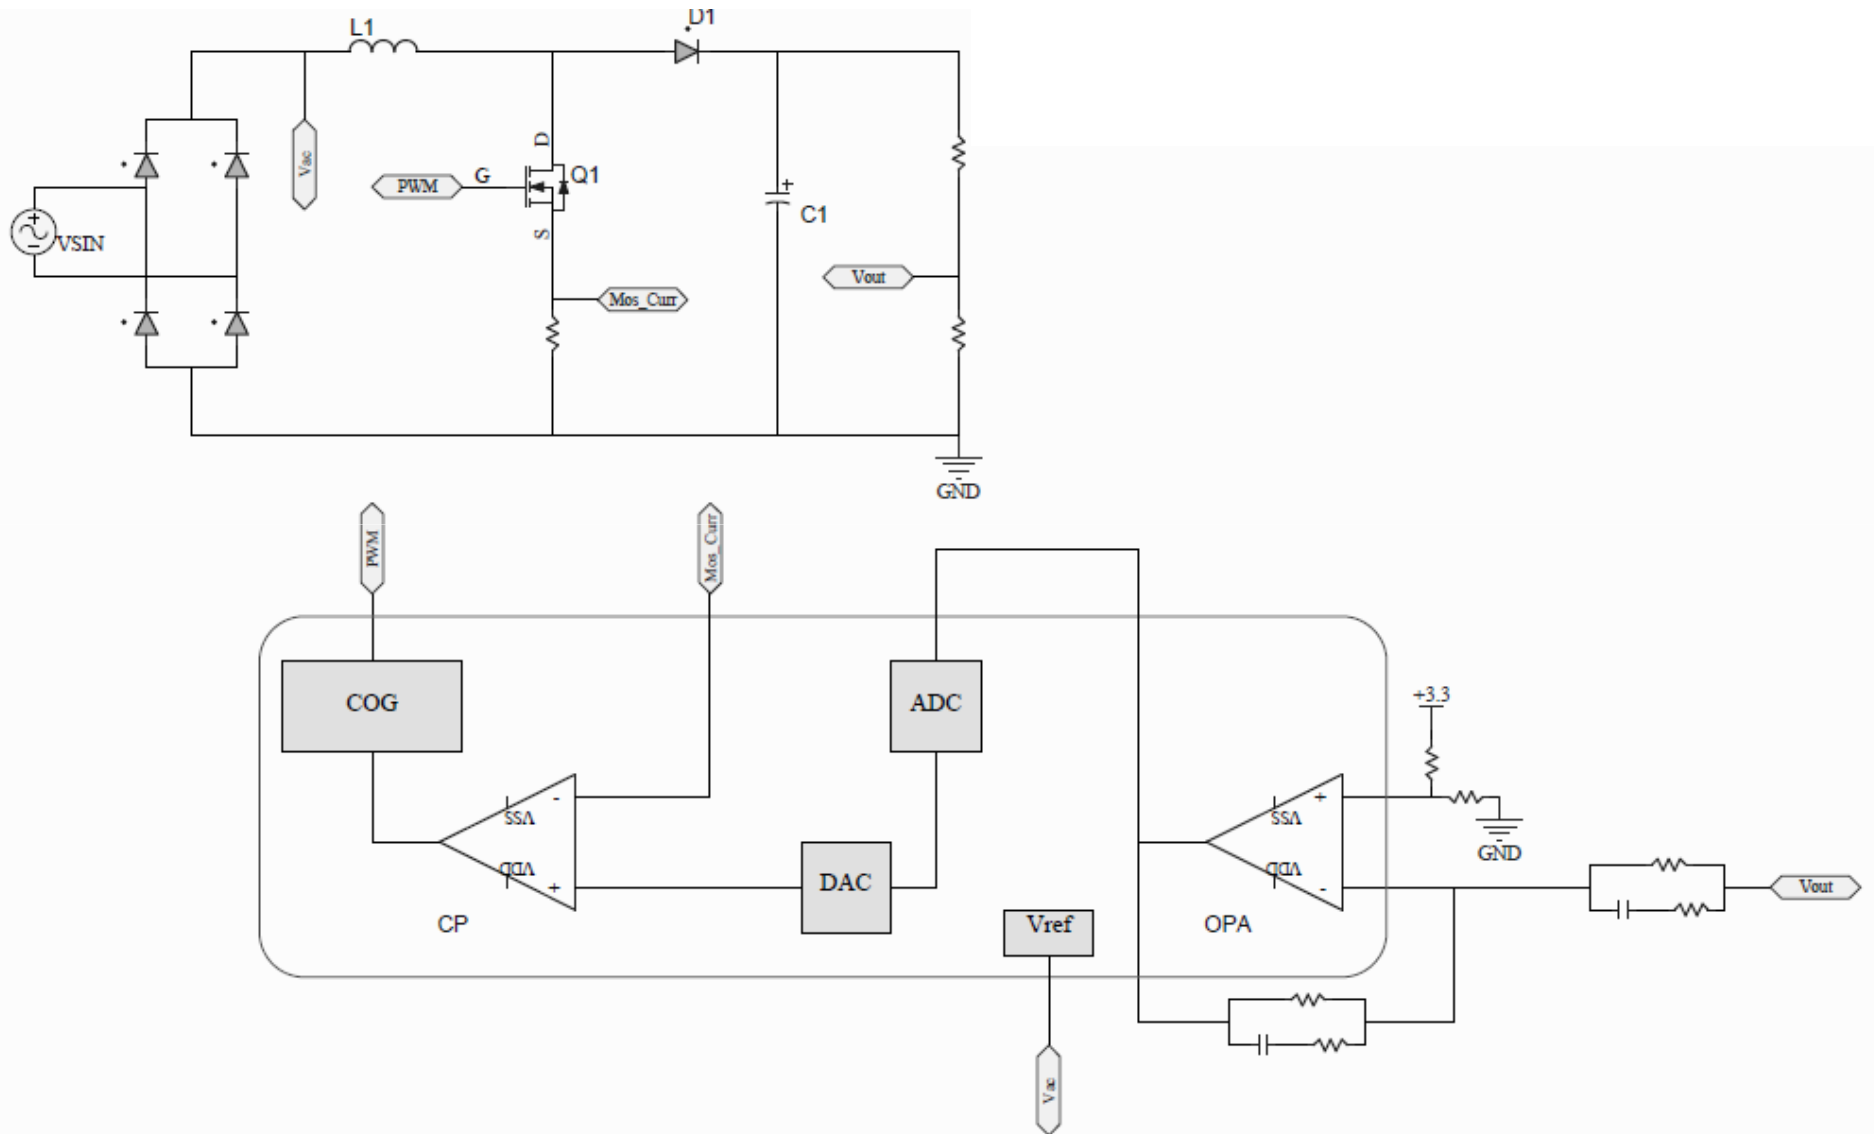 L1
D1
Vac
D
PWM
G
Q1
S
VSIN
+
−
+
C1
Vout
Mos_Curr
GND
PWM
Mos_Curr
COG
ADC
+3.3
-
VSS
VDD
+
CP
DAC
Vref
+
VSS
VDD
-
OPA
GND
Vout
Vac